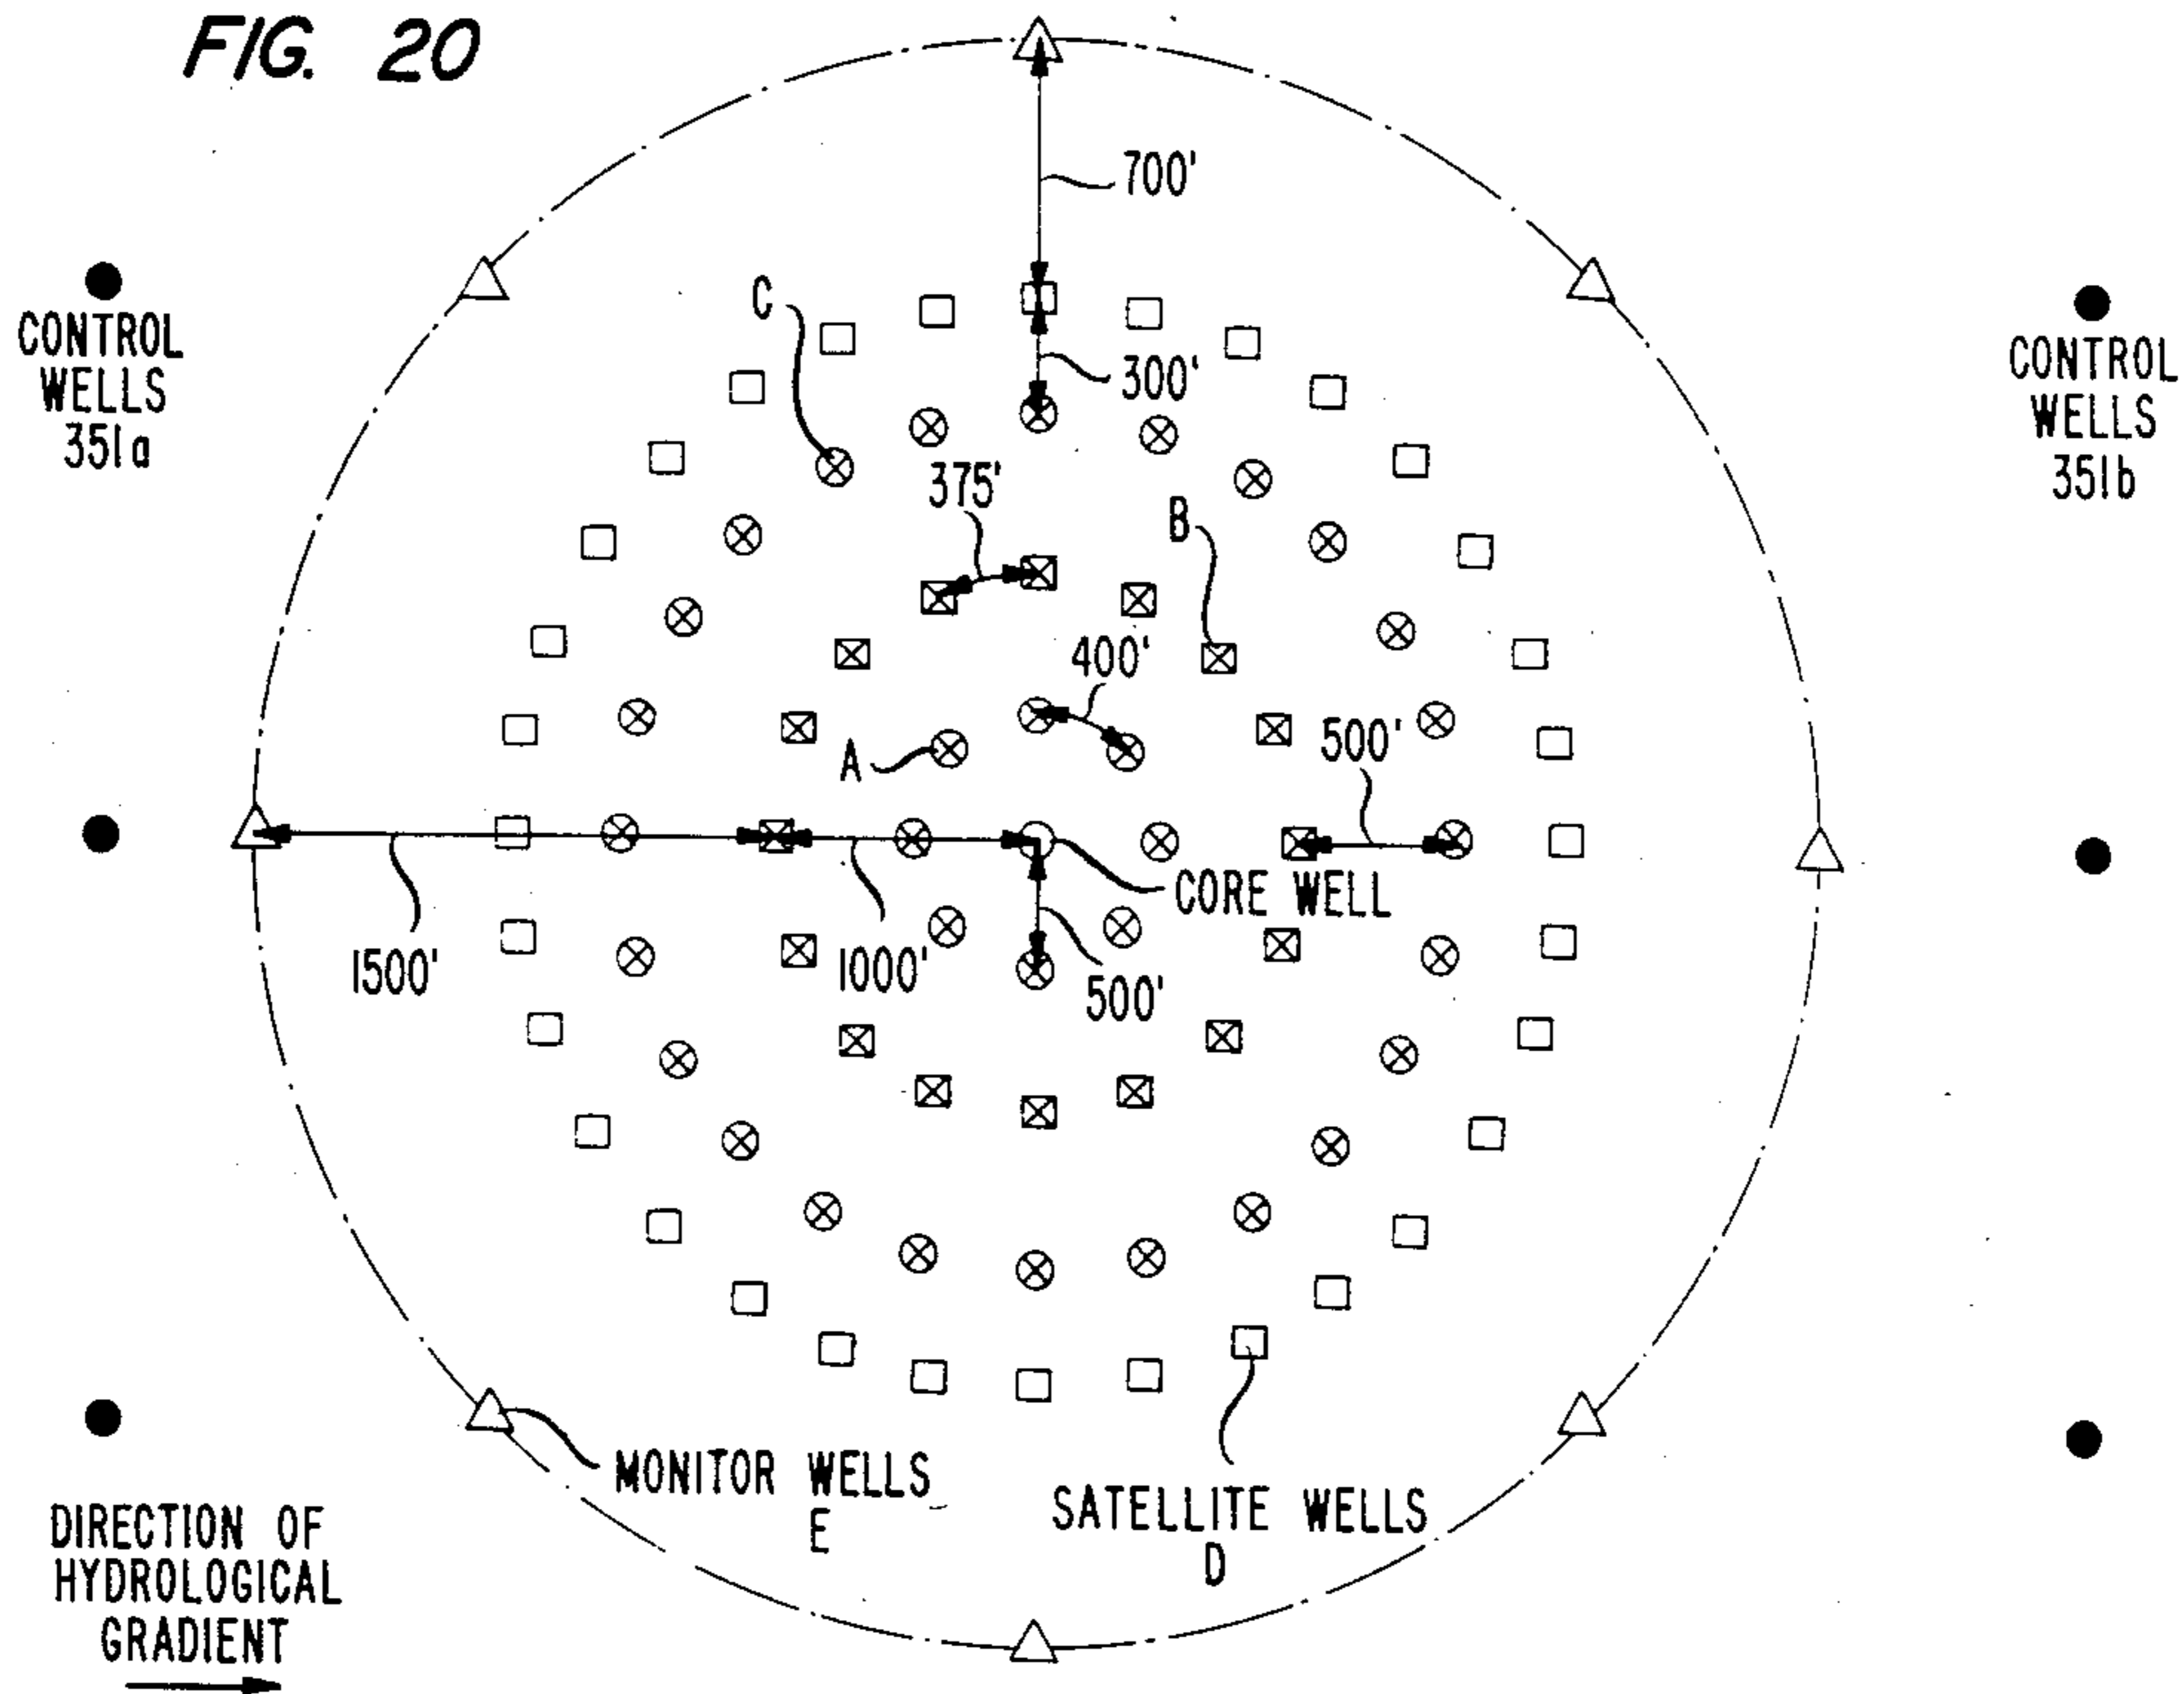 FIG. 20
700'
C
300'
CONTROL
WELLS
351a
CONTROL
WELLS
351b
375'
B
400'
A
500'
CORE WELL
1500'
1000'
500'
MONITOR WELLS
E
SATELLITE WELLS
D
DIRECTION OF
HYDROLOGICAL
GRADIENT